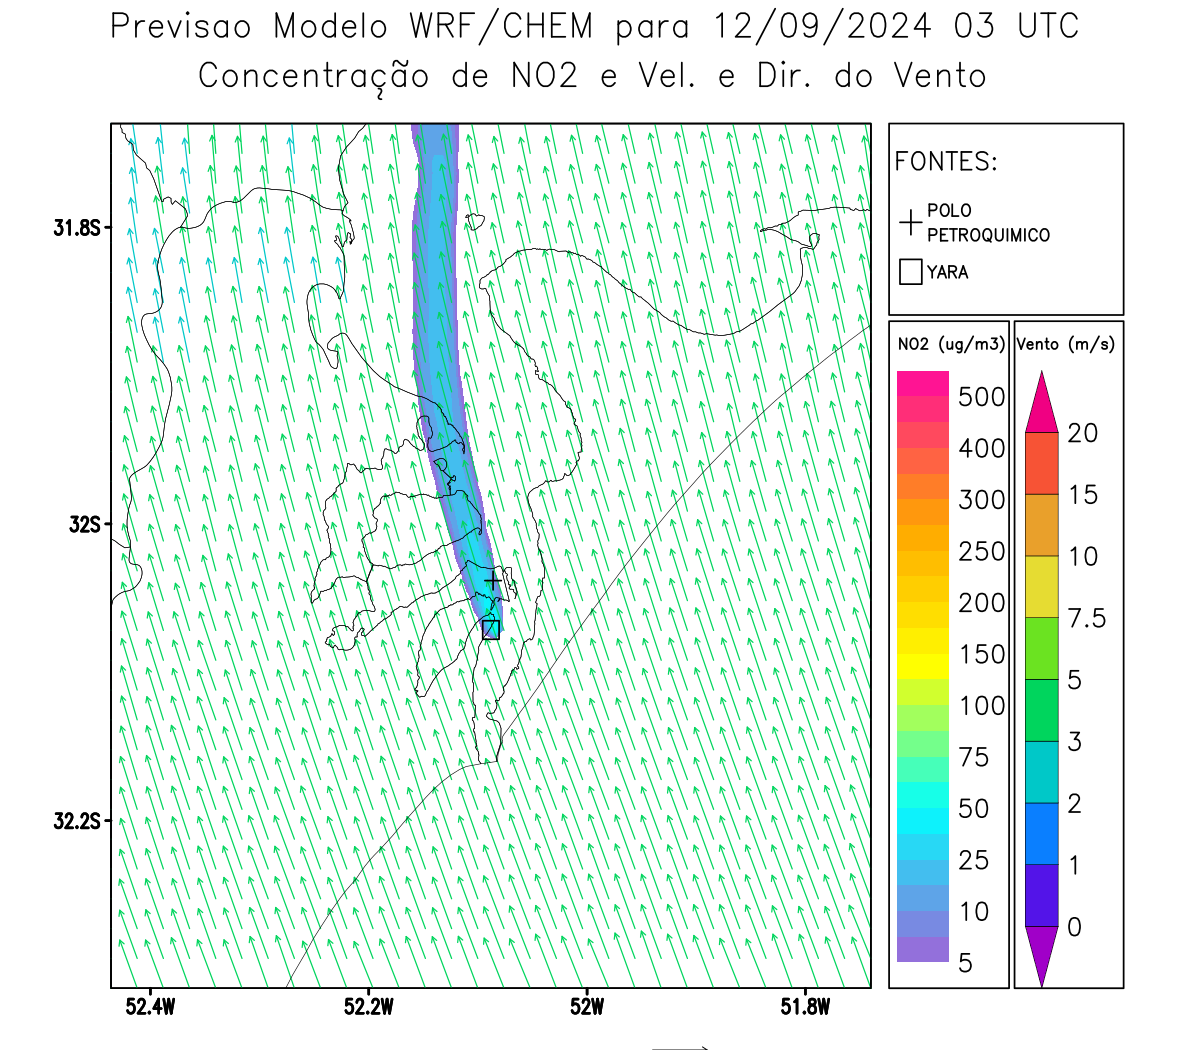 Previsao Modelo WRF/CHEM para 12/09/2024 03 UTC
Concentração de NO2 e Vel. e Dir. do Vento
FONTES:
POLO
PETROQUIMICO
YARA
31.8S
32S
32.2S
52.4W
52.2W
52W
51.8W
NO2 (ug/m3)
500
400
300
250
200
150
100
75
50
25
10
5
Vento (m/s)
20
15
10
7.5
5
3
2
1
0